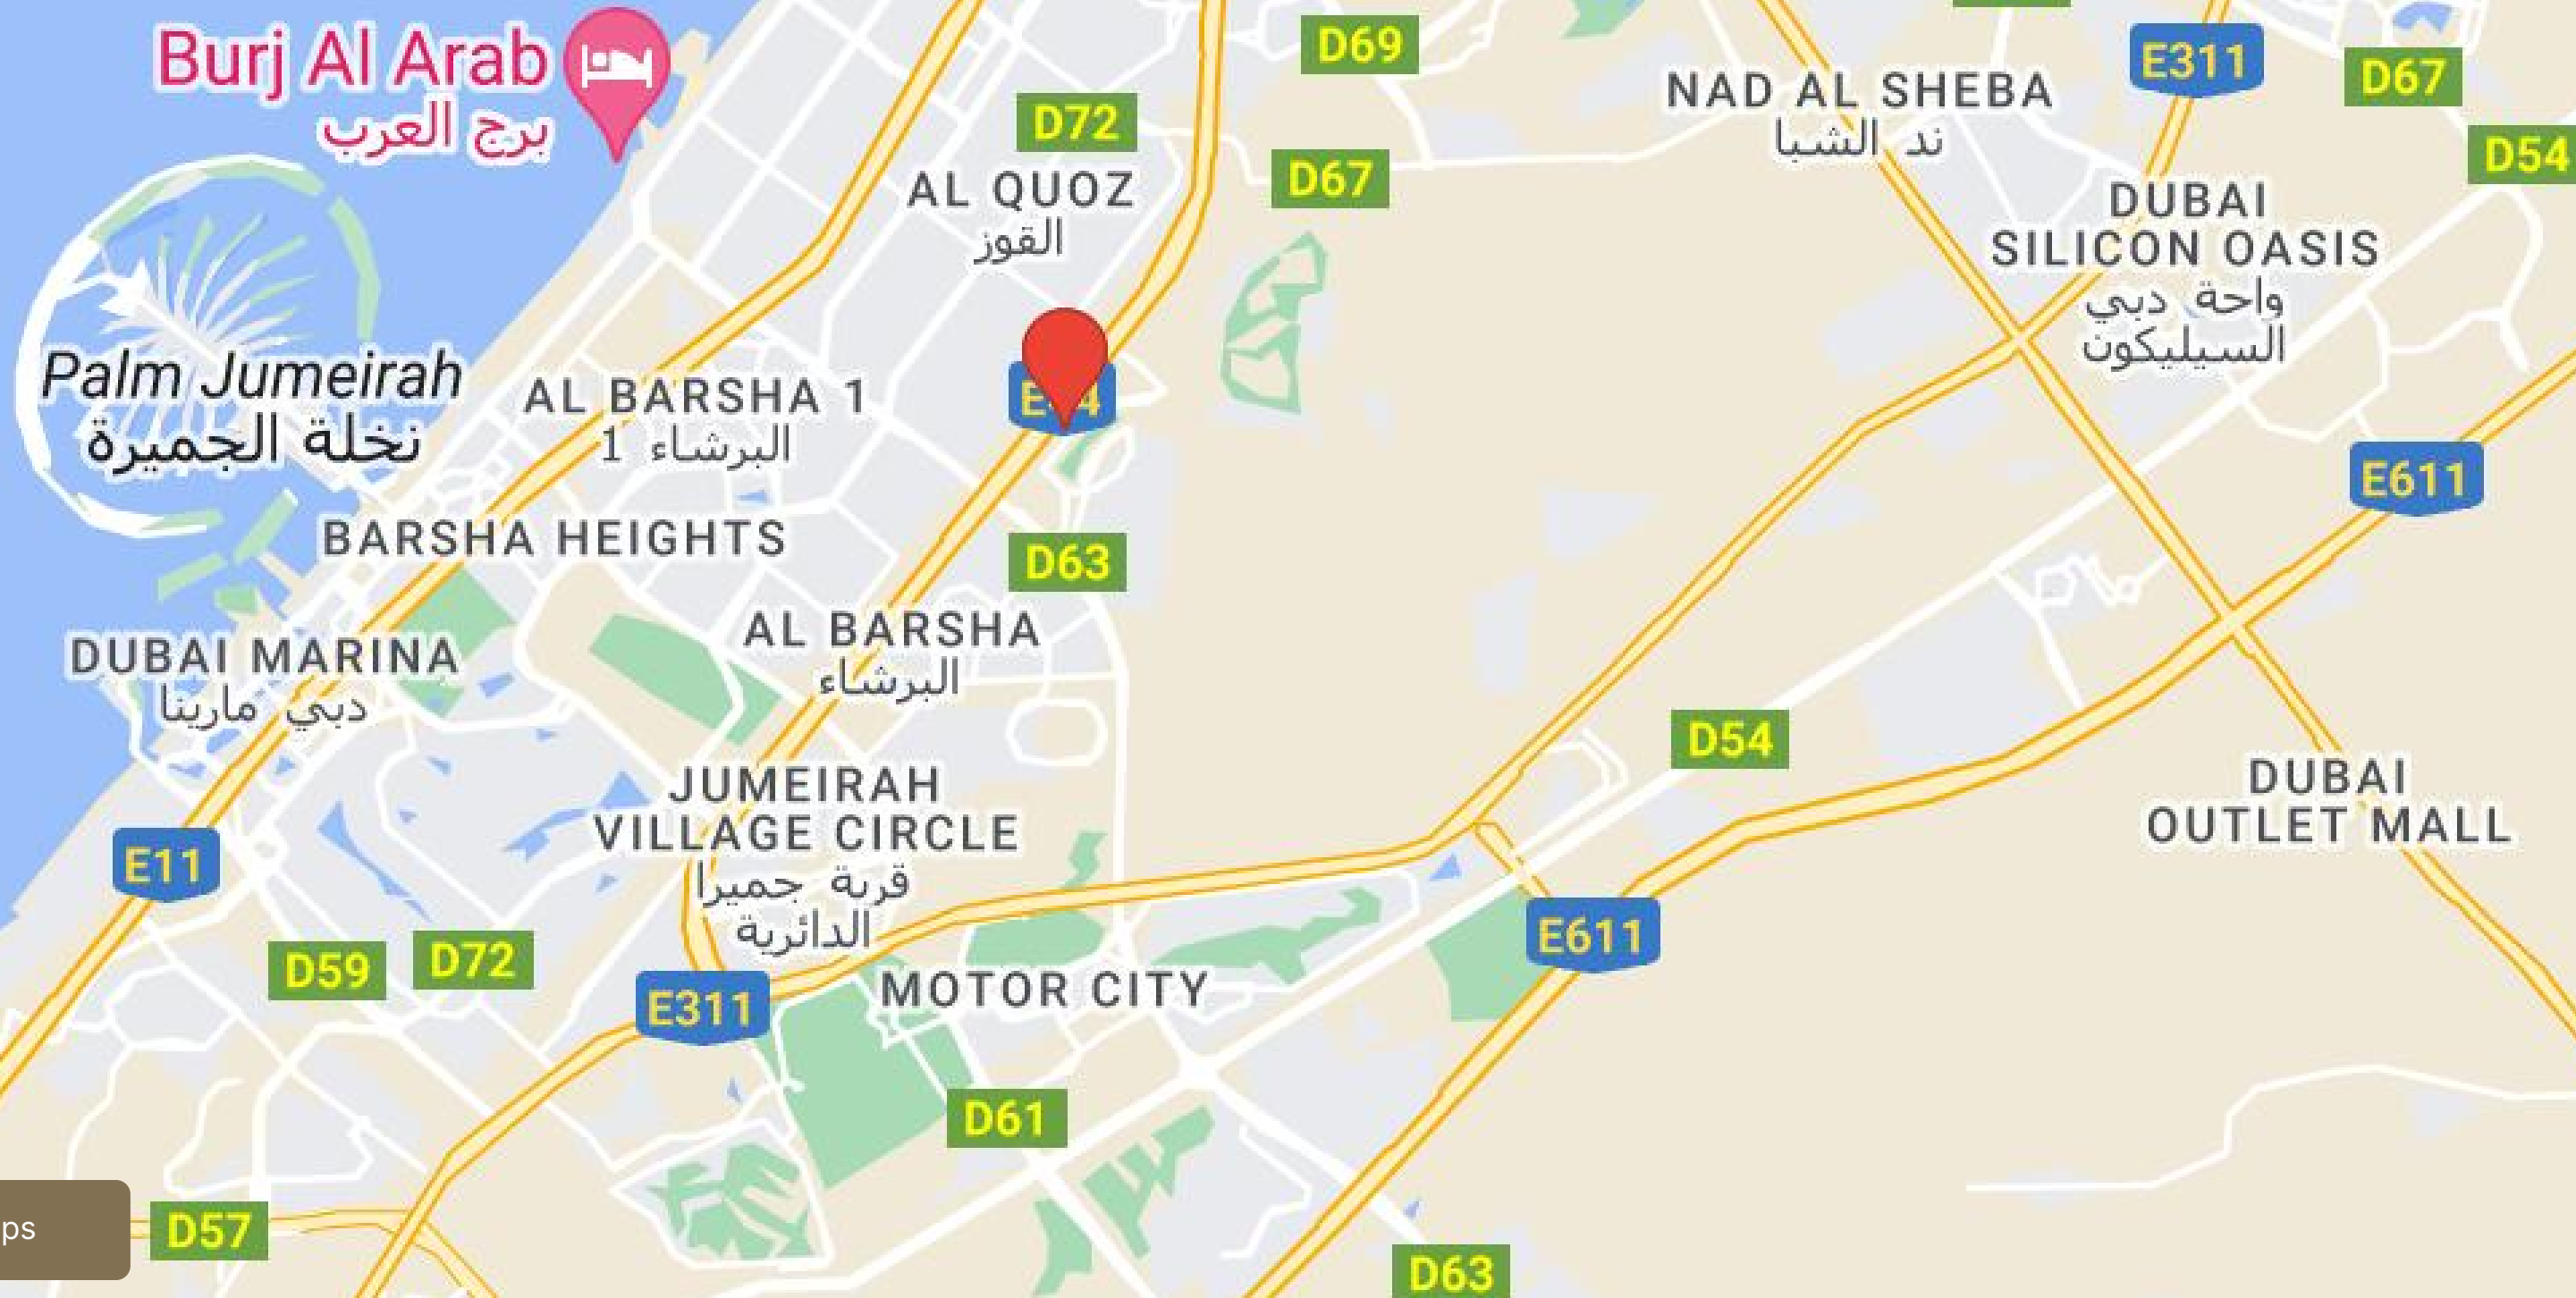 Burj Al Arab
برج العرب
D69
E311
D67
NAD AL SHEBA
ند الشبا
D72
D54
AL QUOZ
القوز
D67
DUBAI
SILICON OASIS
واحة دبي
السيليكون
Palm Jumeirah
نخلة الجميرة
AL BARSHA 1
البرشاء 1
E611
BARSHA HEIGHTS
D63
DUBAI MARINA
دبي مارينا
AL BARSHA
البرشاء
D54
JUMEIRAH
VILLAGE CIRCLE
قرية جميرا
الدائرية
DUBAI
OUTLET MALL
E11
E611
D59
D72
MOTOR CITY
E311
D61
ps
D57
D63